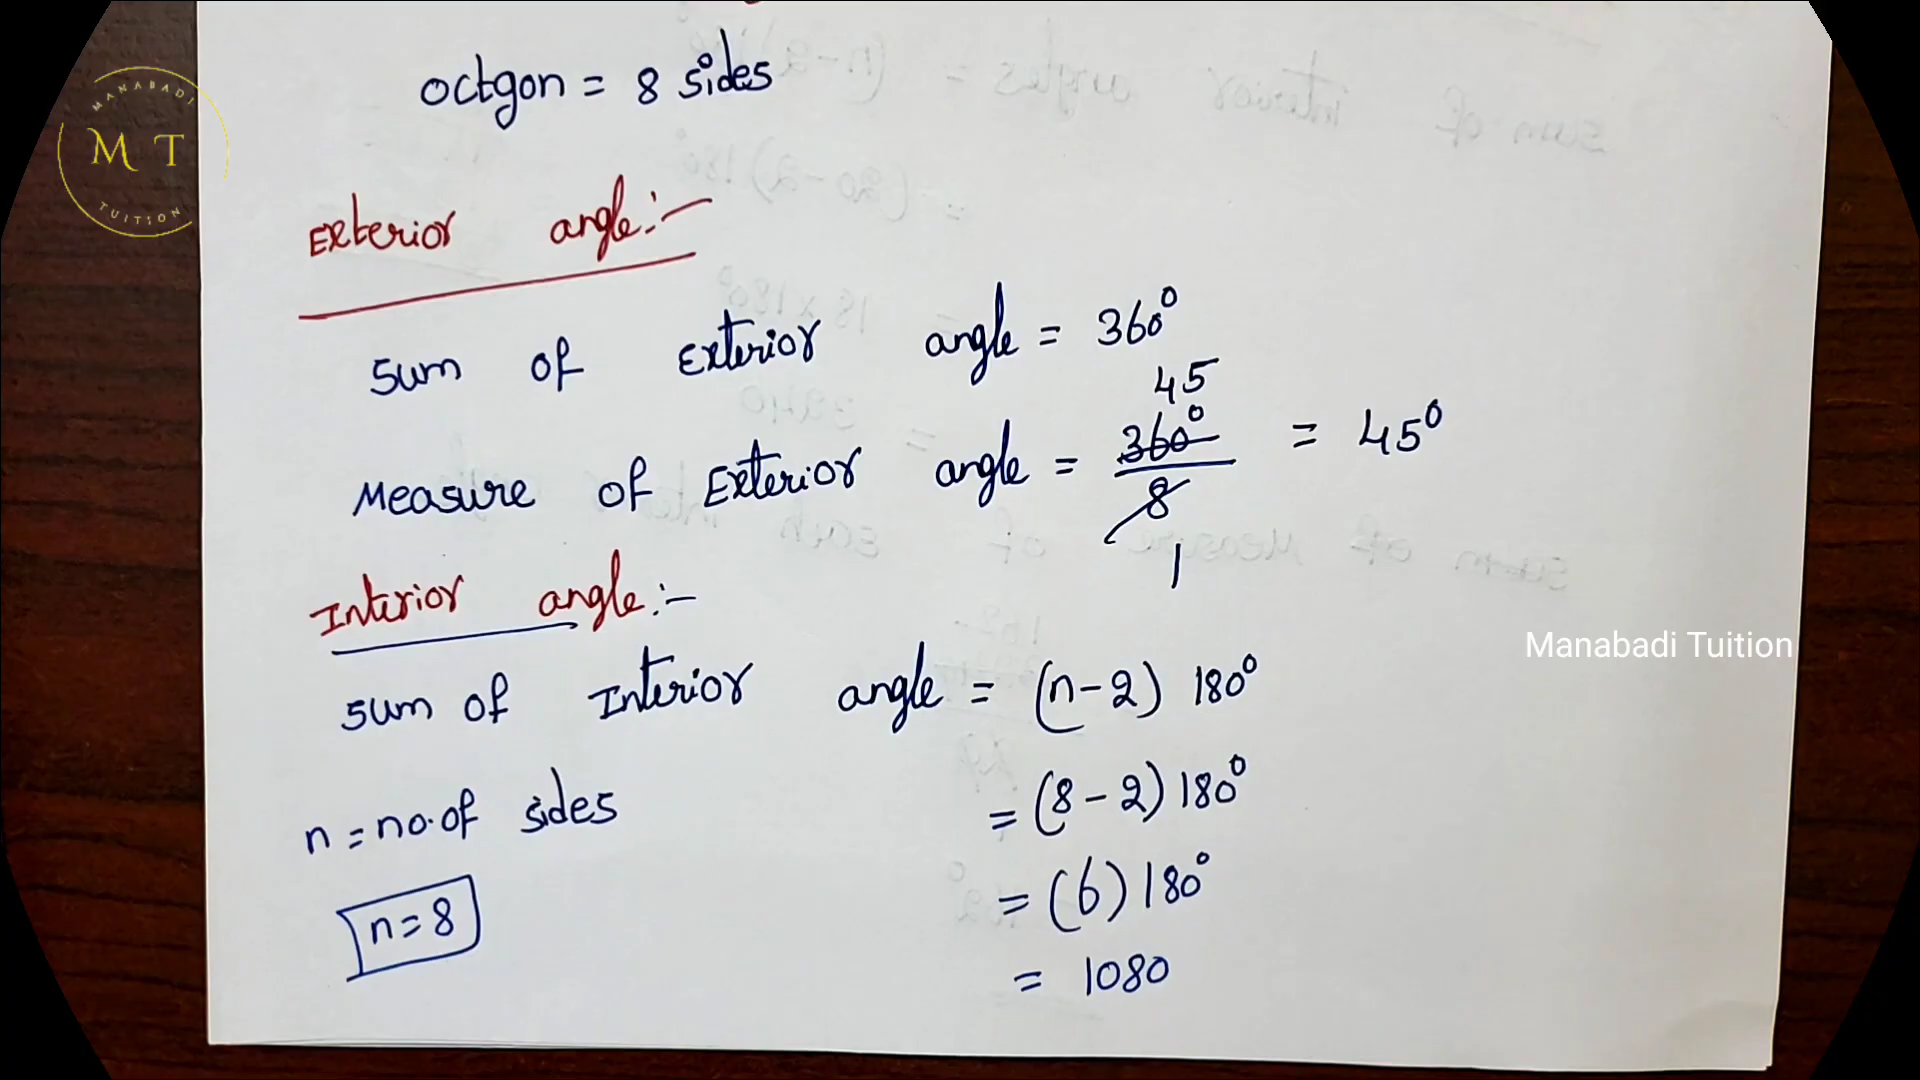 octgon = 8 sides
MANABADI
M T
TUITION
Exterior angle:-
Sum of Exterior angle = 360°
45
Measure of Exterior angle = 360°/8 = 45°
1
Interior angle:-
Manabadi Tuition
Sum of Interior angle = (n-2) 180°
n = no.of sides = (8-2) 180°
= (6) 180°
n=8
= 1080